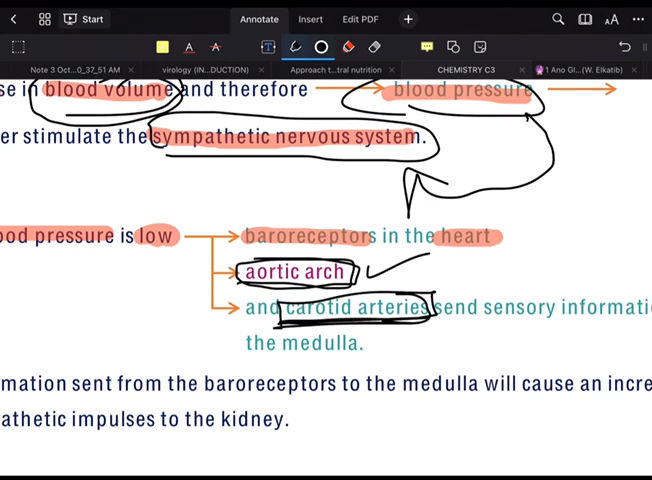 Start
Annotate
Insert
Edit PDF
AA
Note 3 Oct...0_37_51 AM
virology (IN...DUCTION)
Approach t...tral nutrition
CHEMISTRY C3
1 Ano Gl...(W. Elkatib)
se in blood volume and therefore
blood pressure
er stimulate the sympathetic nervous system.
ood pressure is low
baroreceptors in the heart
aortic arch
and carotid arteries send sensory informati
the medulla.
mation sent from the baroreceptors to the medulla will cause an incre
athetic impulses to the kidney.